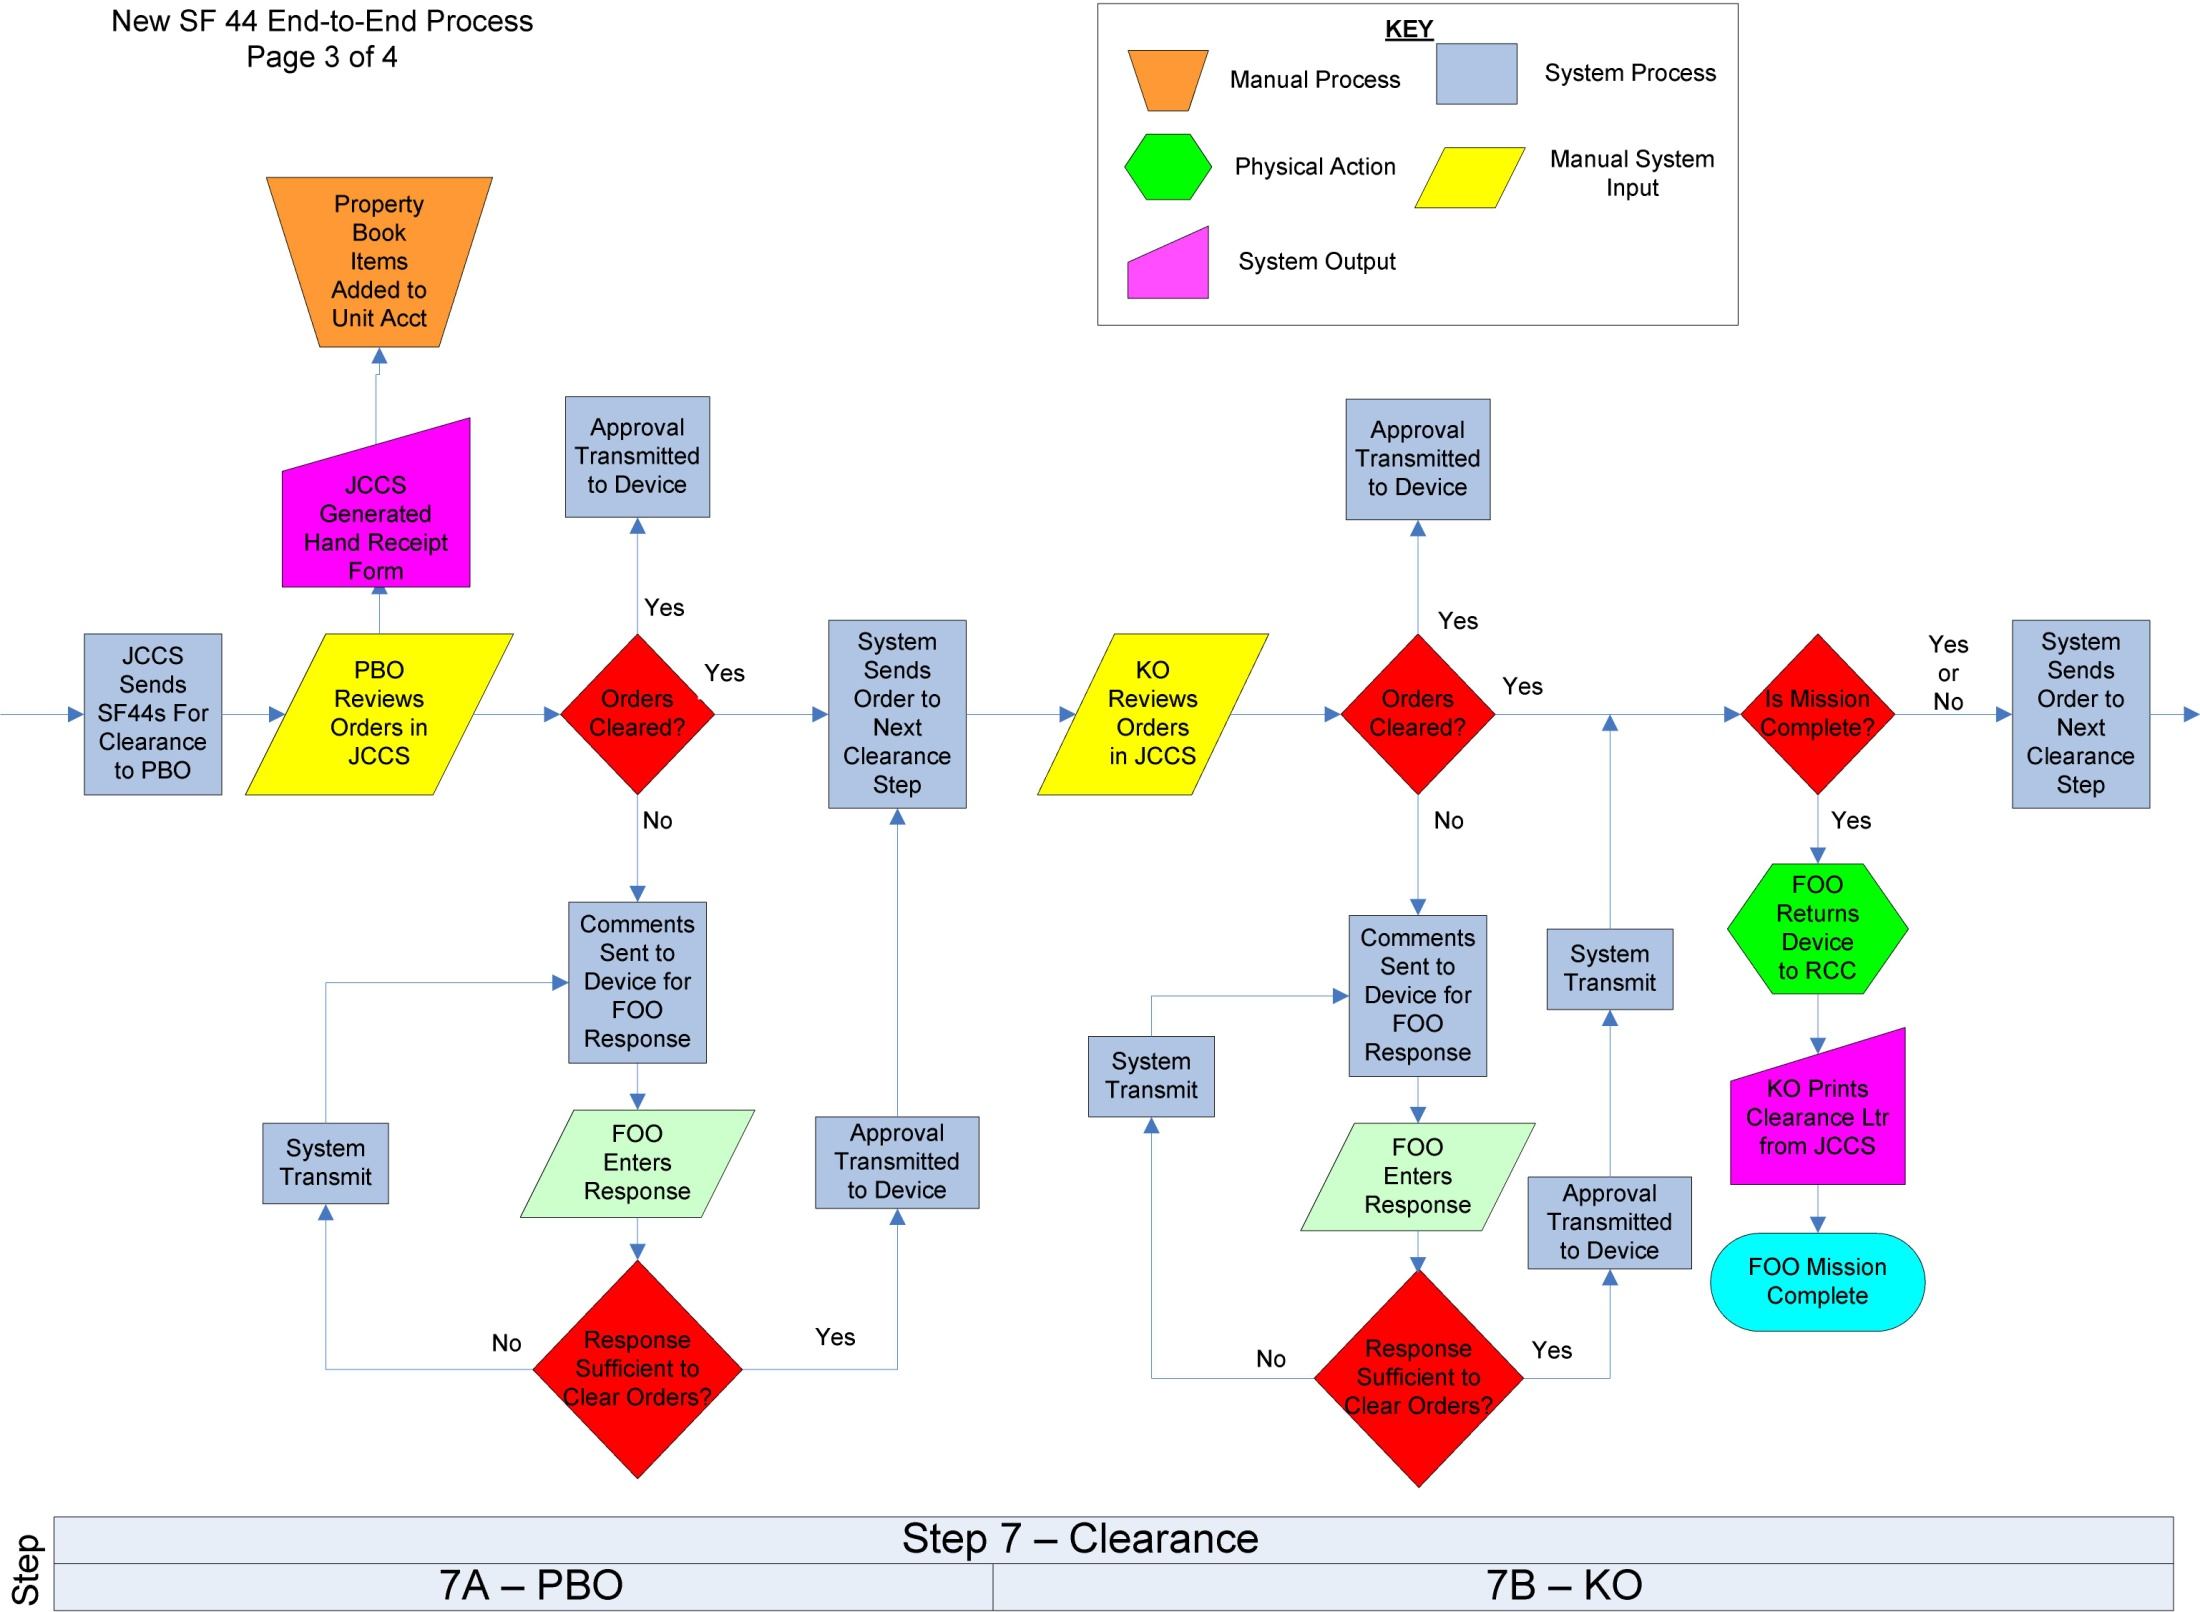 New SF 44 End-to-End Process
Page 3 of 4
KEY
Manual Process
System Process
Physical Action
Manual System
Input
System Output
Property
Book
Items
Added to
Unit Acct
JCCS
Generated
Hand Receipt
Form
Approval
Transmitted
to Device
Yes
JCCS
Sends
SF44s For
Clearance
to PBO
PBO
Reviews
Orders in
JCCS
Orders
Cleared?
Yes
System
Sends
Order to
Next
Clearance
Step
No
Comments
Sent to
Device for
FOO
Response
System
Transmit
FOO
Enters
Response
Approval
Transmitted
to Device
No
Response
Sufficient to
Clear Orders?
Yes
KO
Reviews
Orders
in JCCS
Approval
Transmitted
to Device
Yes
Orders
Cleared?
Yes
No
Comments
Sent to
Device for
FOO
Response
System
Transmit
FOO
Enters
Response
No
Response
Sufficient to
Clear Orders?
Yes
Approval
Transmitted
to Device
System
Transmit
Is Mission
Complete?
Yes
or
No
System
Sends
Order to
Next
Clearance
Step
Yes
FOO
Returns
Device
to RCC
KO Prints
Clearance Ltr
from JCCS
FOO Mission
Complete
Step
Step 7 – Clearance
7A – PBO
7B – KO